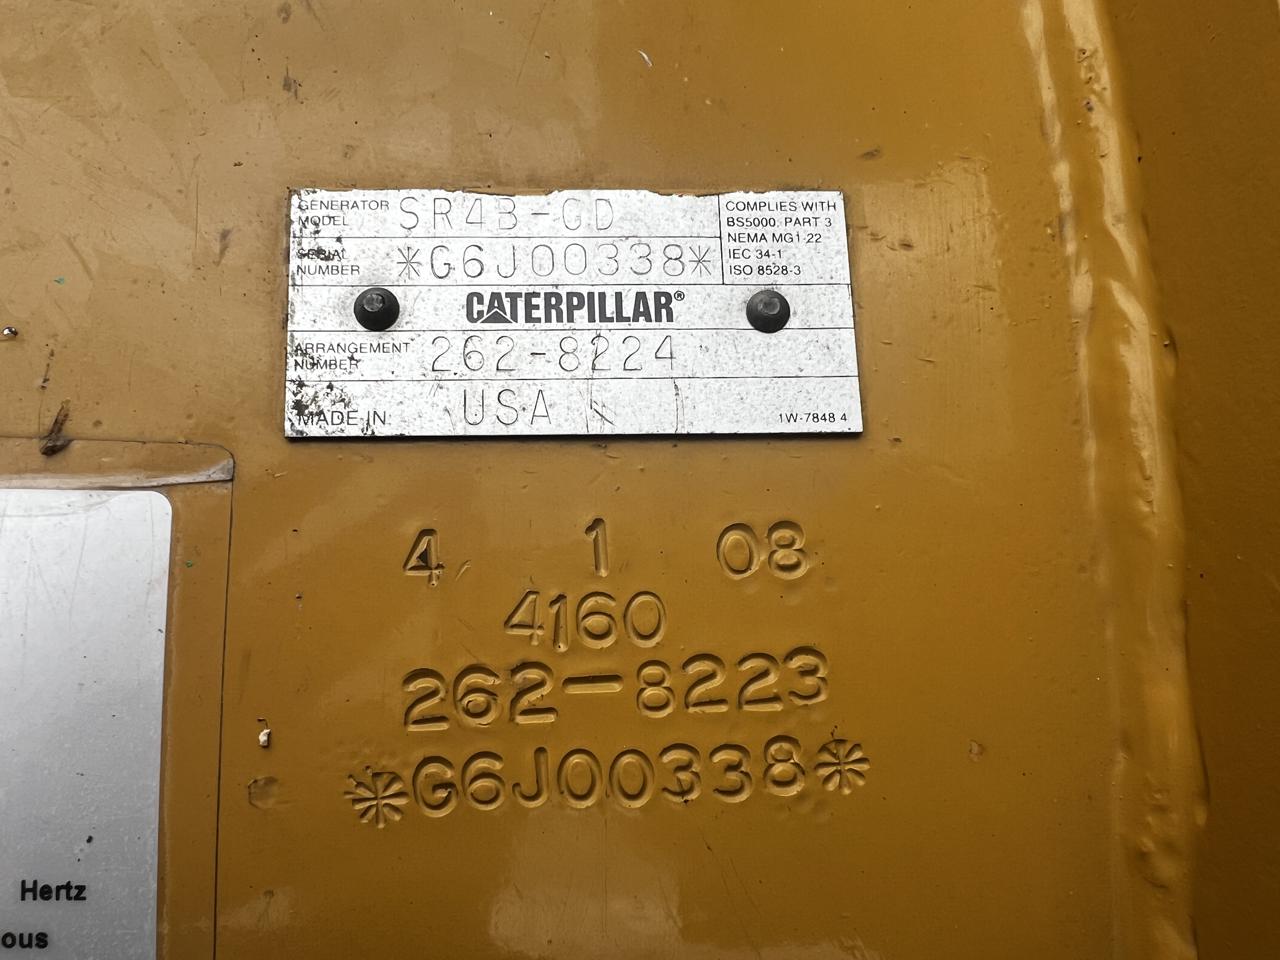 GENERATOR MODEL SR4B-GD
SERIAL NUMBER *G6J00338*
COMPLIES WITH
BS5000, PART 3
NEMA MG1-22
IEC 34-1
ISO 8528-3
CATERPILLAR®
ARRANGEMENT NUMBER 262-8224
MADE IN USA
1W-7848 4
4 1 08
4160
262-8223
*G6J00338*
Hertz
ous